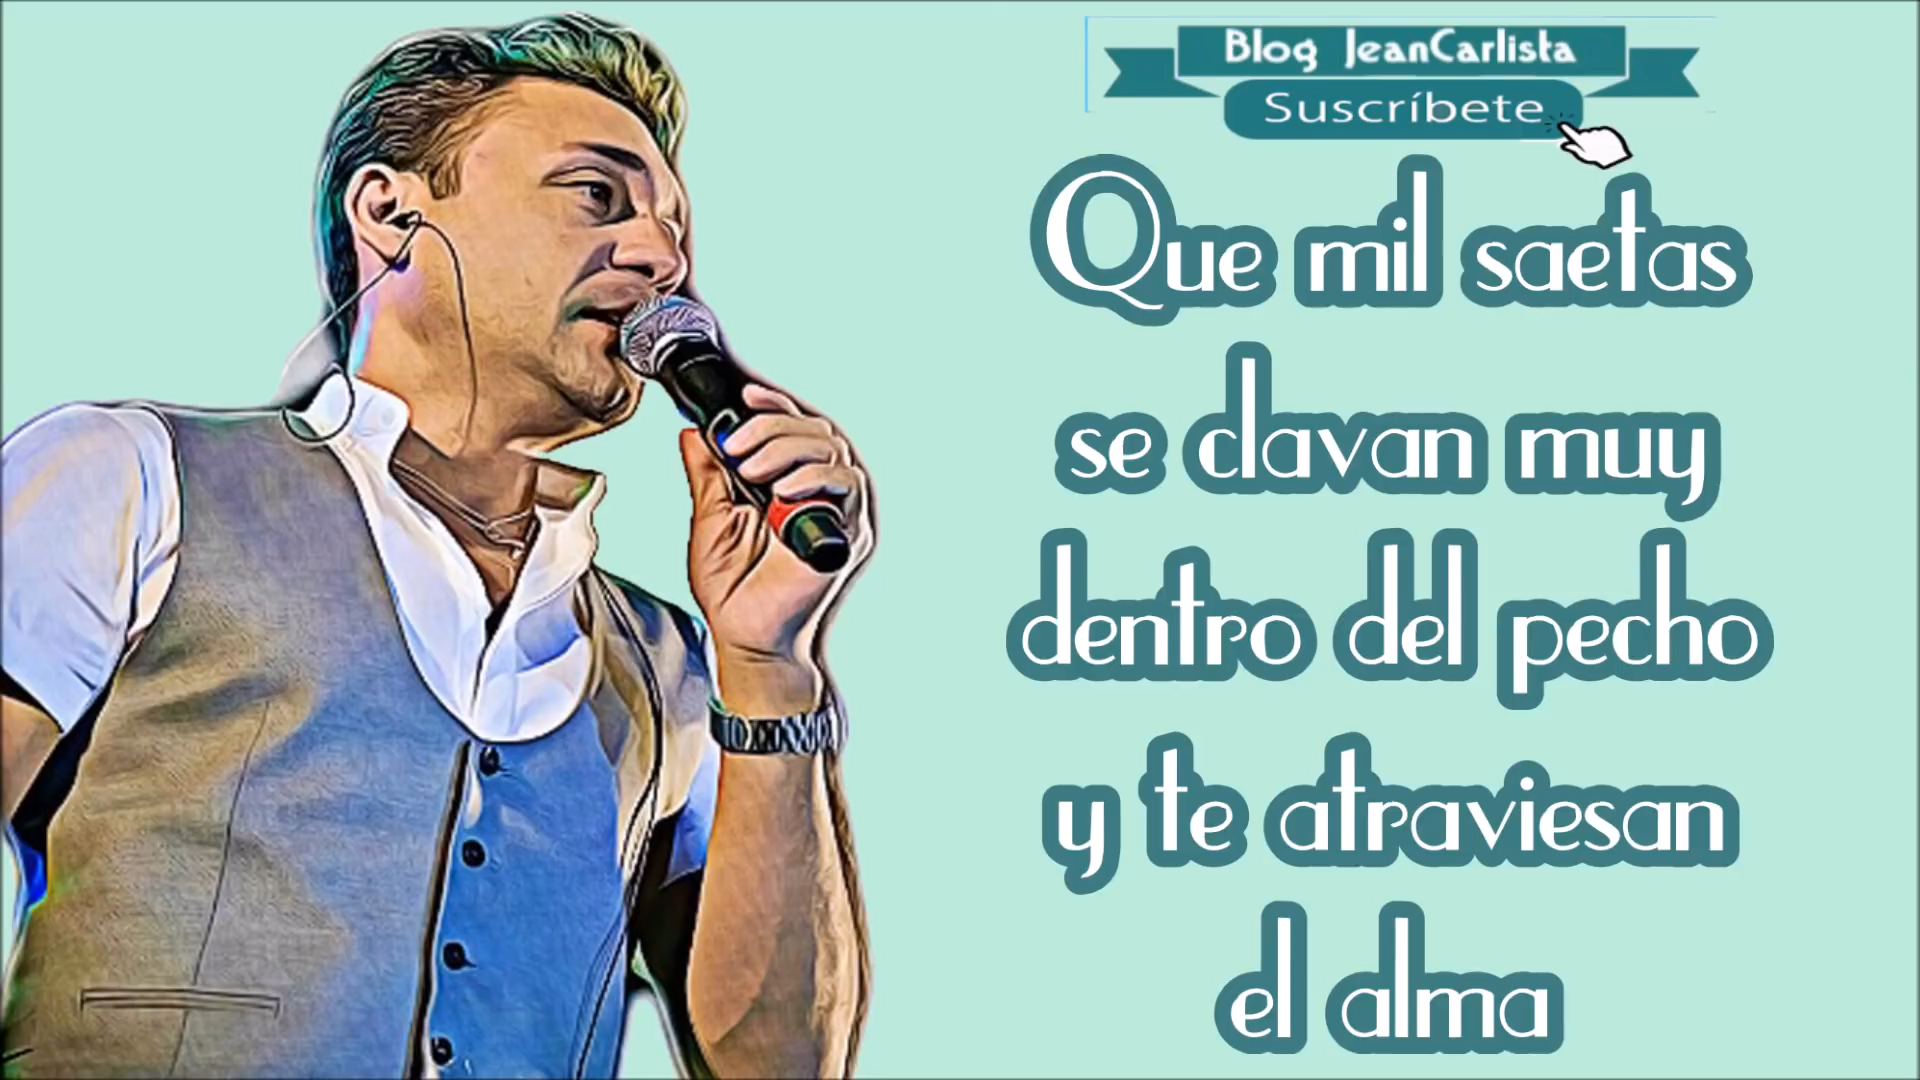 Blog JeanCarlista
Suscríbete
Que mil saetas
se clavan muy
dentro del pecho
y te atraviesan
el alma